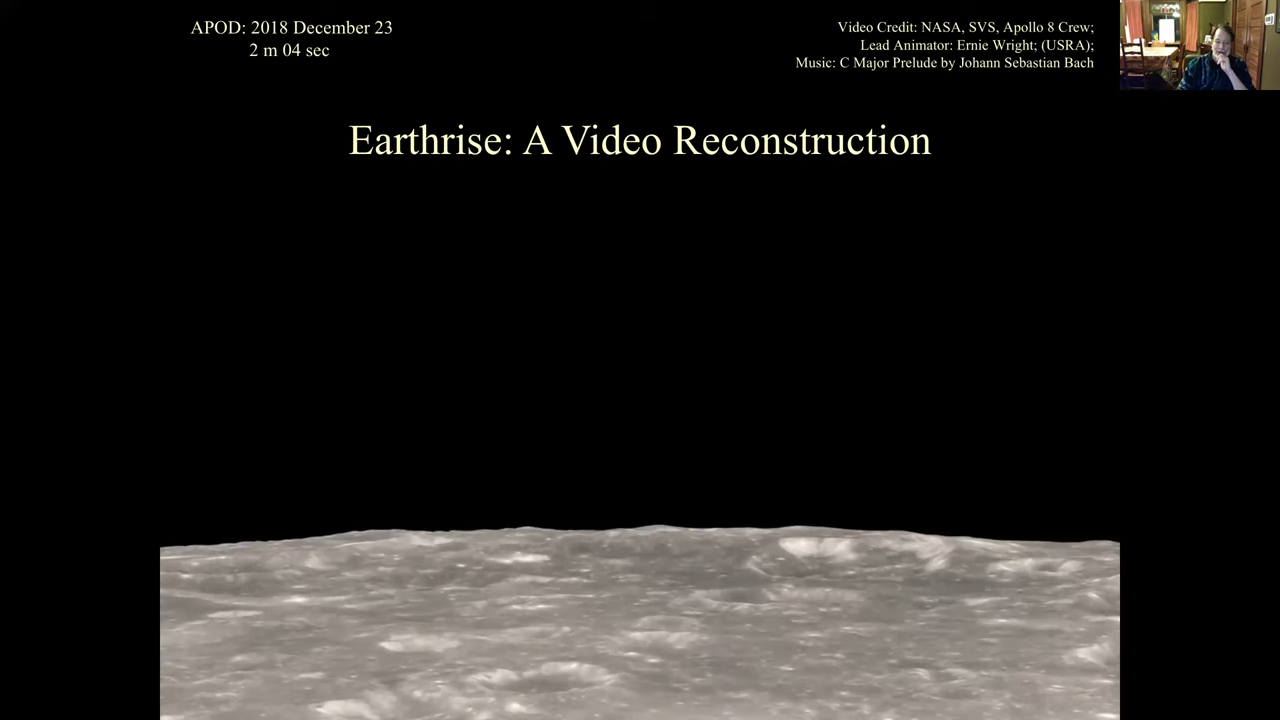 APOD: 2018 December 23
2 m 04 sec
Video Credit: NASA, SVS, Apollo 8 Crew;
Lead Animator: Ernie Wright; (USRA);
Music: C Major Prelude by Johann Sebastian Bach
Earthrise: A Video Reconstruction